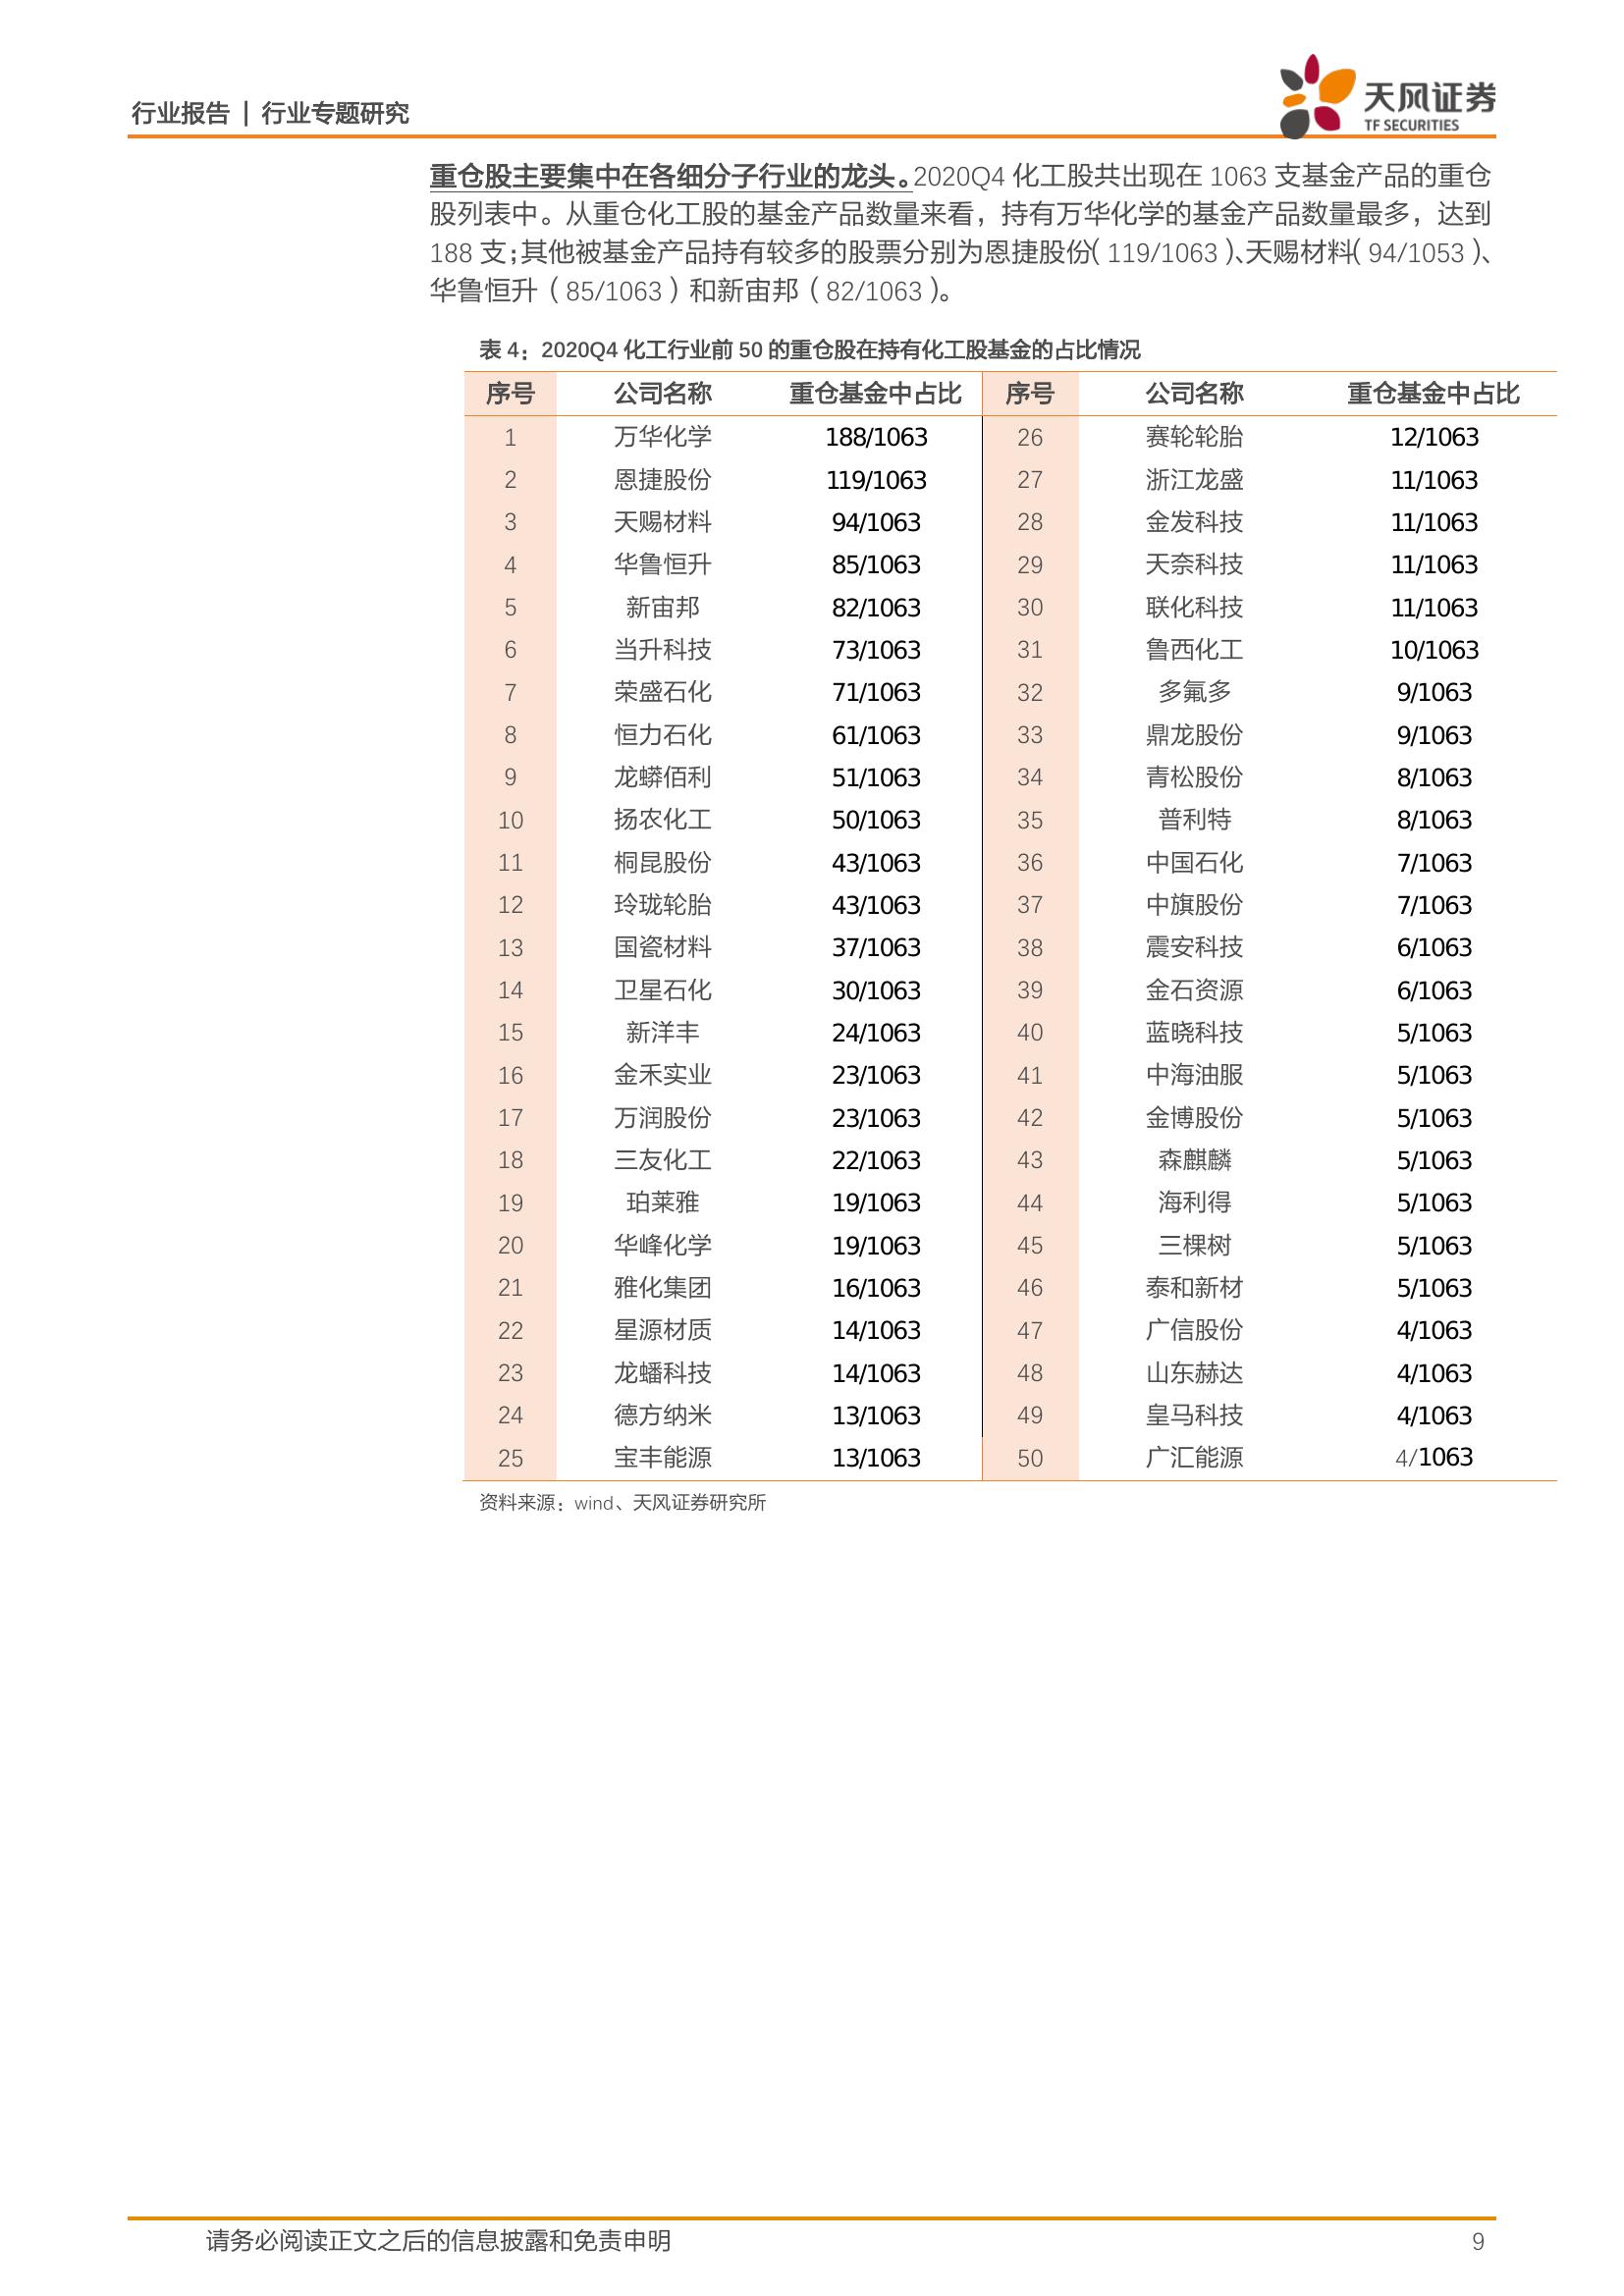 行业报告 | 行业专题研究
天风证券
TF SECURITIES
重仓股主要集中在各细分子行业的龙头。2020Q4 化工股共出现在 1063 支基金产品的重仓
股列表中。从重仓化工股的基金产品数量来看，持有万华化学的基金产品数量最多，达到
188 支；其他被基金产品持有较多的股票分别为恩捷股份（119/1063）、天赐材料（94/1053）、
华鲁恒升（85/1063）和新宙邦（82/1063）。
表 4：2020Q4 化工行业前 50 的重仓股在持有化工股基金的占比情况
序号 公司名称 重仓基金中占比 序号 公司名称 重仓基金中占比
1 万华化学 188/1063 26 赛轮轮胎 12/1063
2 恩捷股份 119/1063 27 浙江龙盛 11/1063
3 天赐材料 94/1063 28 金发科技 11/1063
4 华鲁恒升 85/1063 29 天奈科技 11/1063
5 新宙邦 82/1063 30 联化科技 11/1063
6 当升科技 73/1063 31 鲁西化工 10/1063
7 荣盛石化 71/1063 32 多氟多 9/1063
8 恒力石化 61/1063 33 鼎龙股份 9/1063
9 龙蟒佰利 51/1063 34 青松股份 8/1063
10 扬农化工 50/1063 35 普利特 8/1063
11 桐昆股份 43/1063 36 中国石化 7/1063
12 玲珑轮胎 43/1063 37 中旗股份 7/1063
13 国瓷材料 37/1063 38 震安科技 6/1063
14 卫星石化 30/1063 39 金石资源 6/1063
15 新洋丰 24/1063 40 蓝晓科技 5/1063
16 金禾实业 23/1063 41 中海油服 5/1063
17 万润股份 23/1063 42 金博股份 5/1063
18 三友化工 22/1063 43 森麒麟 5/1063
19 珀莱雅 19/1063 44 海利得 5/1063
20 华峰化学 19/1063 45 三棵树 5/1063
21 雅化集团 16/1063 46 泰和新材 5/1063
22 星源材质 14/1063 47 广信股份 4/1063
23 龙蟠科技 14/1063 48 山东赫达 4/1063
24 德方纳米 13/1063 49 皇马科技 4/1063
25 宝丰能源 13/1063 50 广汇能源 4/1063
资料来源：wind、天风证券研究所
请务必阅读正文之后的信息披露和免责申明 9